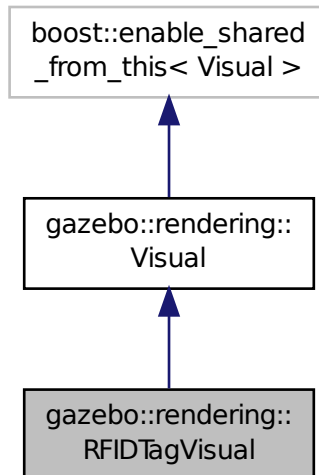 boost::enable_shared
_from_this< Visual >
gazebo::rendering::
Visual
gazebo::rendering::
RFIDTagVisual